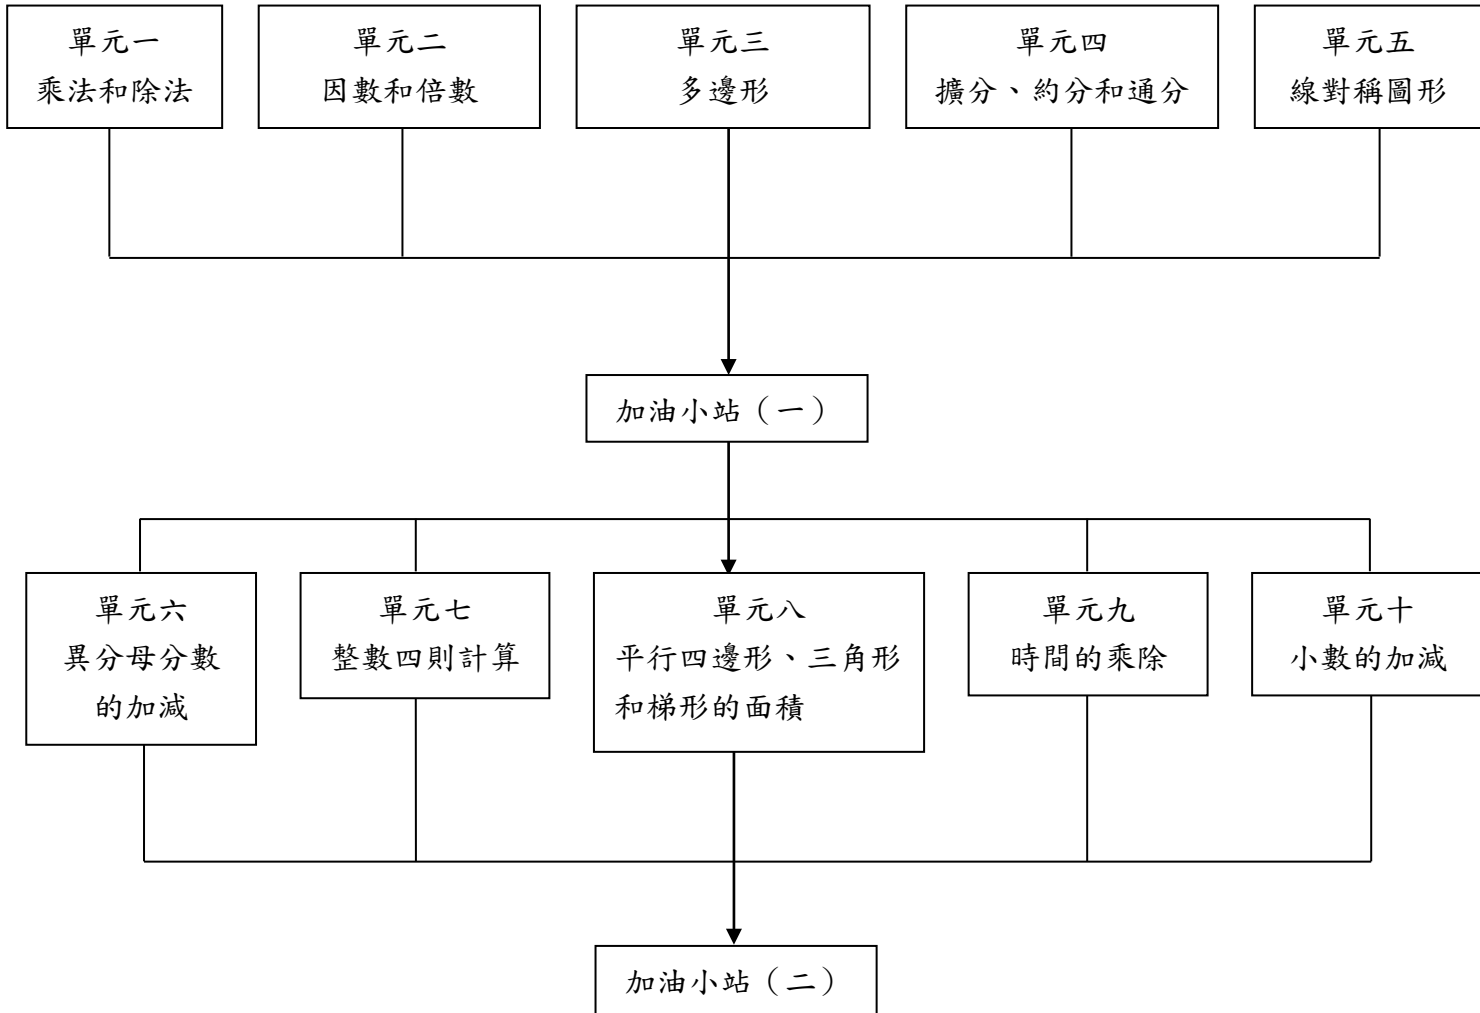 單元一
乘法和除法
單元二
因數和倍數
單元三
多邊形
單元四
擴分、約分和通分
單元五
線對稱圖形
加油小站（一）
單元六
異分母分數
的加減
單元七
整數四則計算
單元八
平行四邊形、三角形
和梯形的面積
單元九
時間的乘除
單元十
小數的加減
加油小站（二）